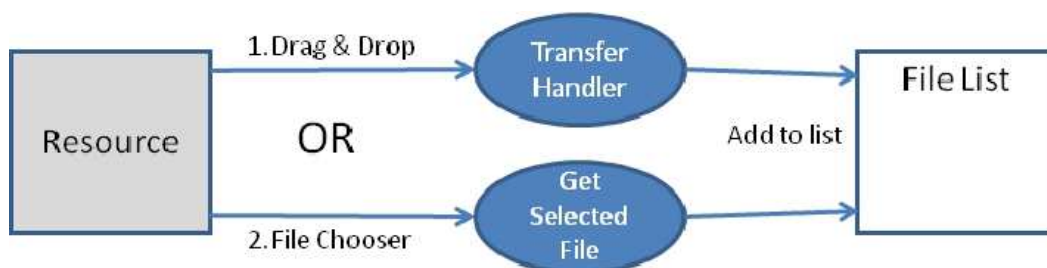 1.Drag & Drop
Transfer
Handler
File List
Resource
OR
Add to list
Get
Selected
File
2.File Chooser